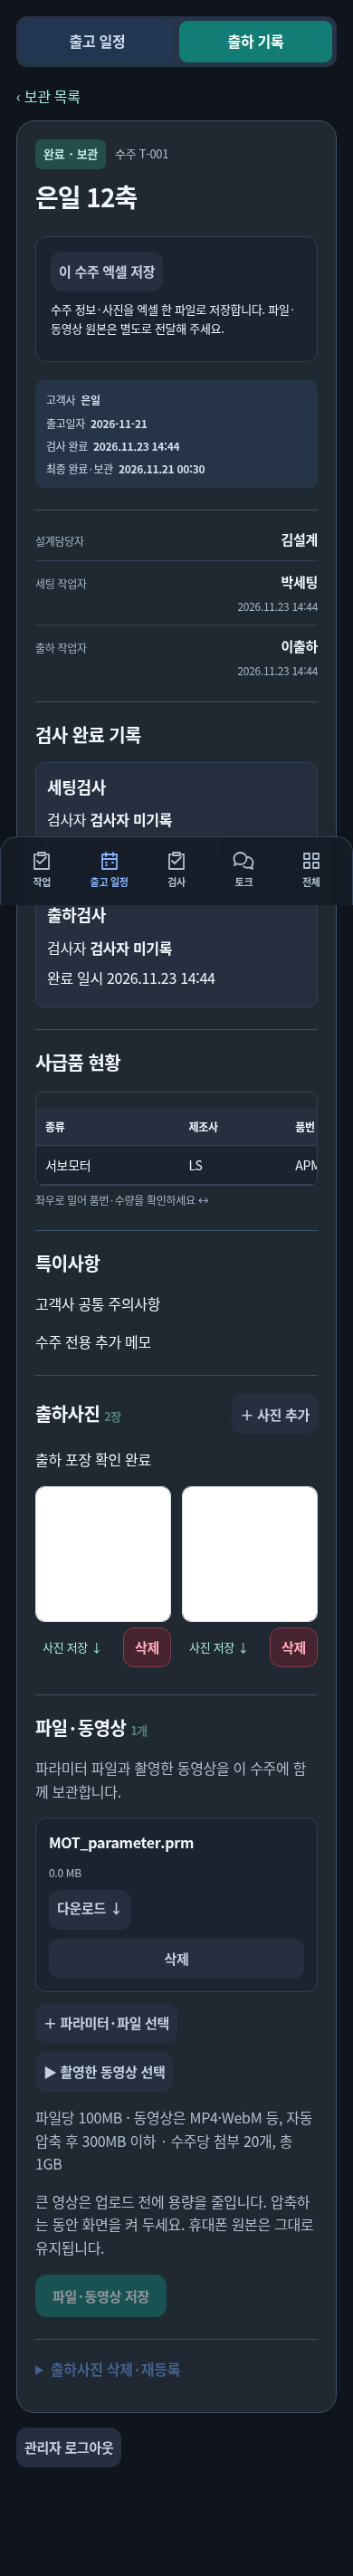 출고 일정
출하 기록
‹ 보관 목록
완료 · 보관
수주 T-001
은일 12축
이 수주 엑셀 저장
수주 정보·사진을 엑셀 한 파일로 저장합니다. 파일·
동영상 원본은 별도로 전달해 주세요.
고객사 은일
출고일자 2026-11-21
검사 완료 2026.11.23 14:44
최종 완료·보관 2026.11.21 00:30
설계담당자
김설계
세팅 작업자
박세팅
2026.11.23 14:44
출하 작업자
이출하
2026.11.23 14:44
검사 완료 기록
세팅검사
검사자 검사자 미기록
작업
출고 일정
검사
토크
전체
출하검사
검사자 검사자 미기록
완료 일시 2026.11.23 14:44
사급품 현황
종류
제조사
품번
서보모터
LS
APM
좌우로 밀어 품번·수량을 확인하세요 ↔
특이사항
고객사 공통 주의사항
수주 전용 추가 메모
출하사진 2장
+ 사진 추가
출하 포장 확인 완료
사진 저장 ↓
삭제
사진 저장 ↓
삭제
파일·동영상 1개
파라미터 파일과 촬영한 동영상을 이 수주에 함
께 보관합니다.
MOT_parameter.prm
0.0 MB
다운로드 ↓
삭제
+ 파라미터·파일 선택
▶ 촬영한 동영상 선택
파일당 100MB · 동영상은 MP4·WebM 등, 자동
압축 후 300MB 이하 · 수주당 첨부 20개, 총
1GB
큰 영상은 업로드 전에 용량을 줄입니다. 압축하
는 동안 화면을 켜 두세요. 휴대폰 원본은 그대로
유지됩니다.
파일·동영상 저장
▶ 출하사진 삭제·재등록
관리자 로그아웃